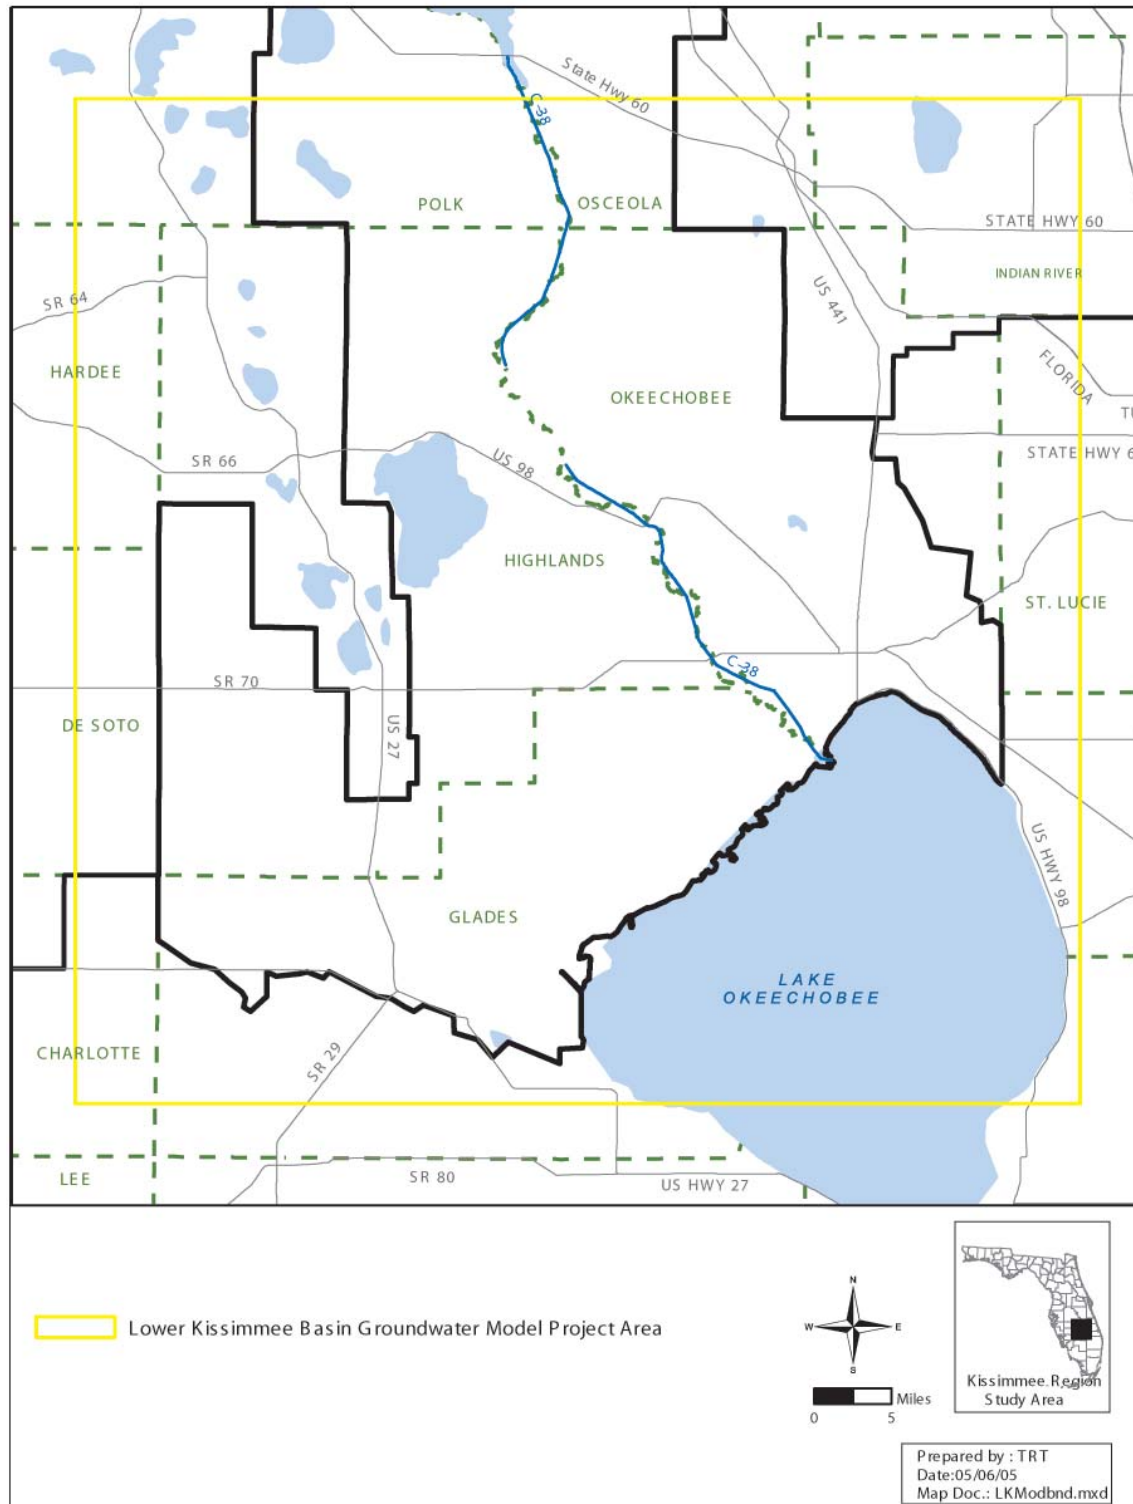 State Hwy 60
C-38
POLK
OSCEOLA
STATE HWY 60
INDIAN RIVER
SR 64
US 441
HARDEE
FLORIDA
OKEECHOBEE
TU
SR 66
US 98
STATE HWY 6
HIGHLANDS
ST. LUCIE
C-38
SR 70
DE SOTO
US 27
US HWY 98
GLADES
LAKE
OKEECHOBEE
CHARLOTTE
SR 29
LEE
SR 80
US HWY 27
Lower Kissimmee Basin Groundwater Model Project Area
N
W
E
S
Miles
0 5
Kissimmee Region
Study Area
Prepared by : TRT
Date:05/06/05
Map Doc.: LKModbnd.mxd